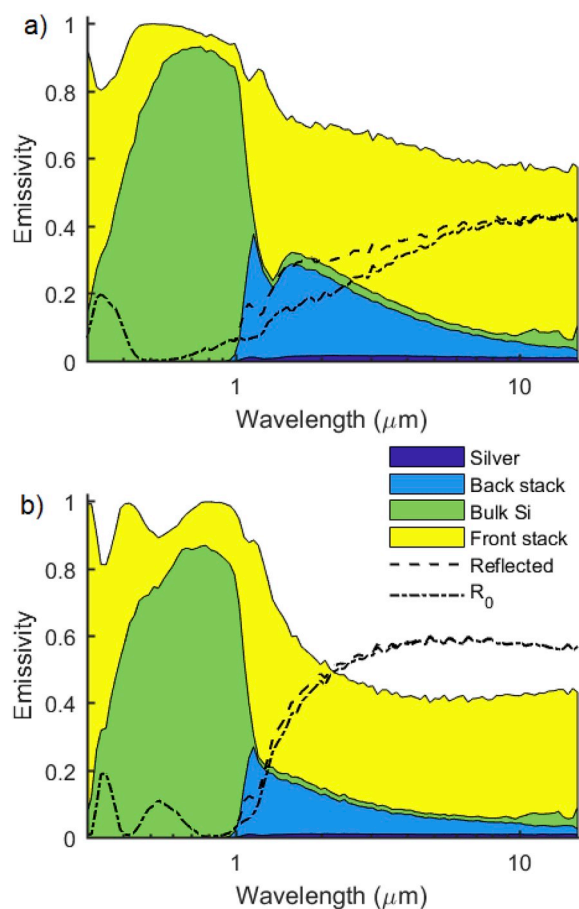 a)
1
0.8
0.6
0.4
0.2
0
Emissivity
1
10
Wavelength (μm)
Silver
Back stack
Bulk Si
Front stack
Reflected
R0
b)
1
0.8
0.6
0.4
0.2
0
Emissivity
1
10
Wavelength (μm)